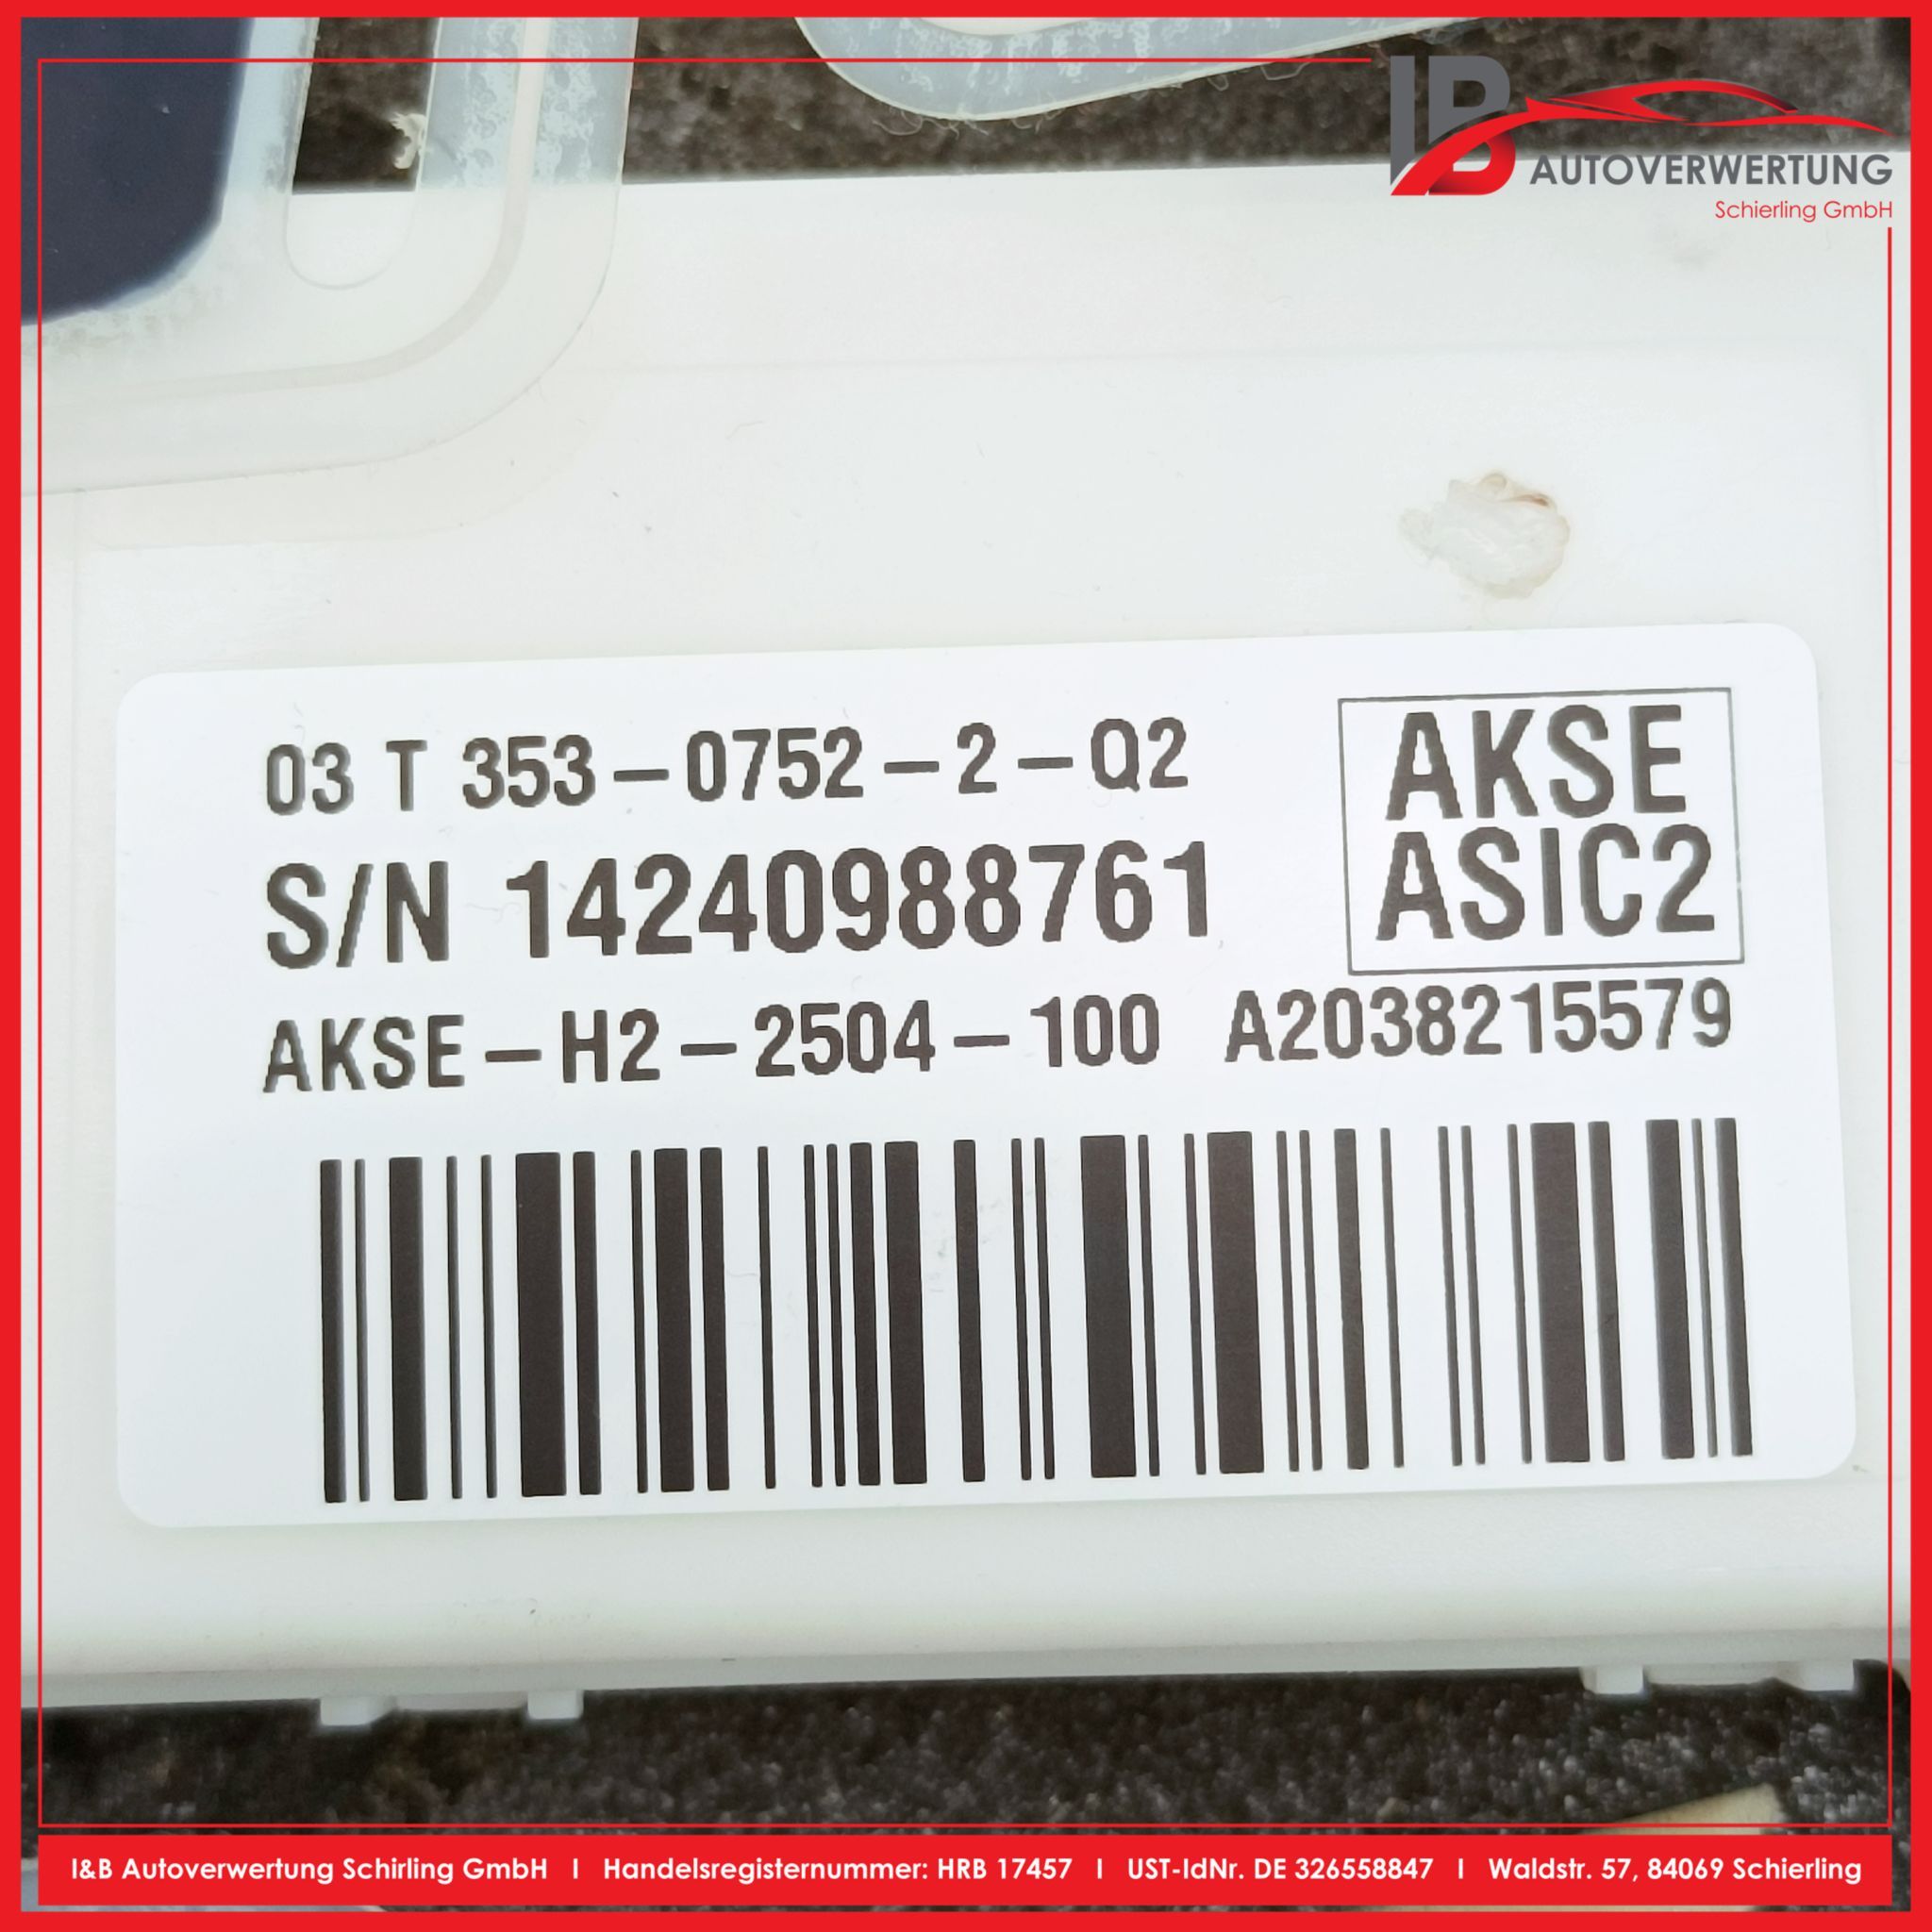 IB
AUTOVERWERTUNG
Schierling GmbH
03 T 353-0752-2-Q2
AKSE
ASIC2
S/N 14240988761
AKSE-H2-2504-100 A2038215579
I&B Autoverwertung Schirling GmbH I Handelsregisternummer: HRB 17457 I UST-IdNr. DE 326558847 I Waldstr. 57, 84069 Schierling